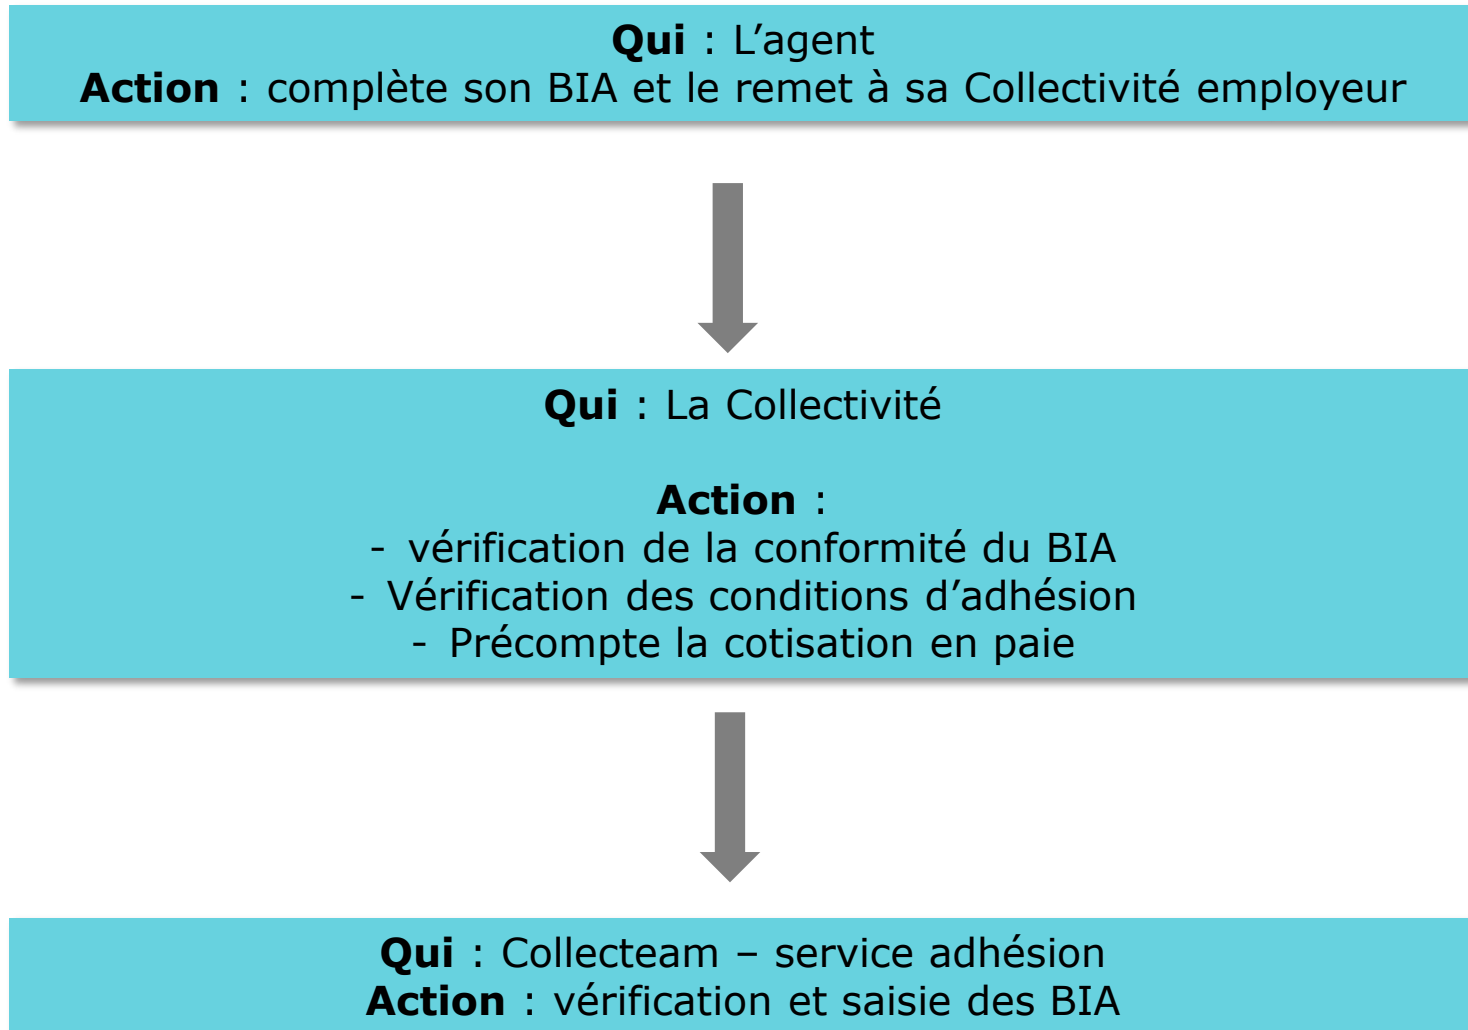 Qui : L’agent
Action : complète son BIA et le remet à sa Collectivité employeur
Qui : La Collectivité
Action :
- vérification de la conformité du BIA
- Vérification des conditions d’adhésion
- Précompte la cotisation en paie
Qui : Collecteam – service adhésion
Action : vérification et saisie des BIA